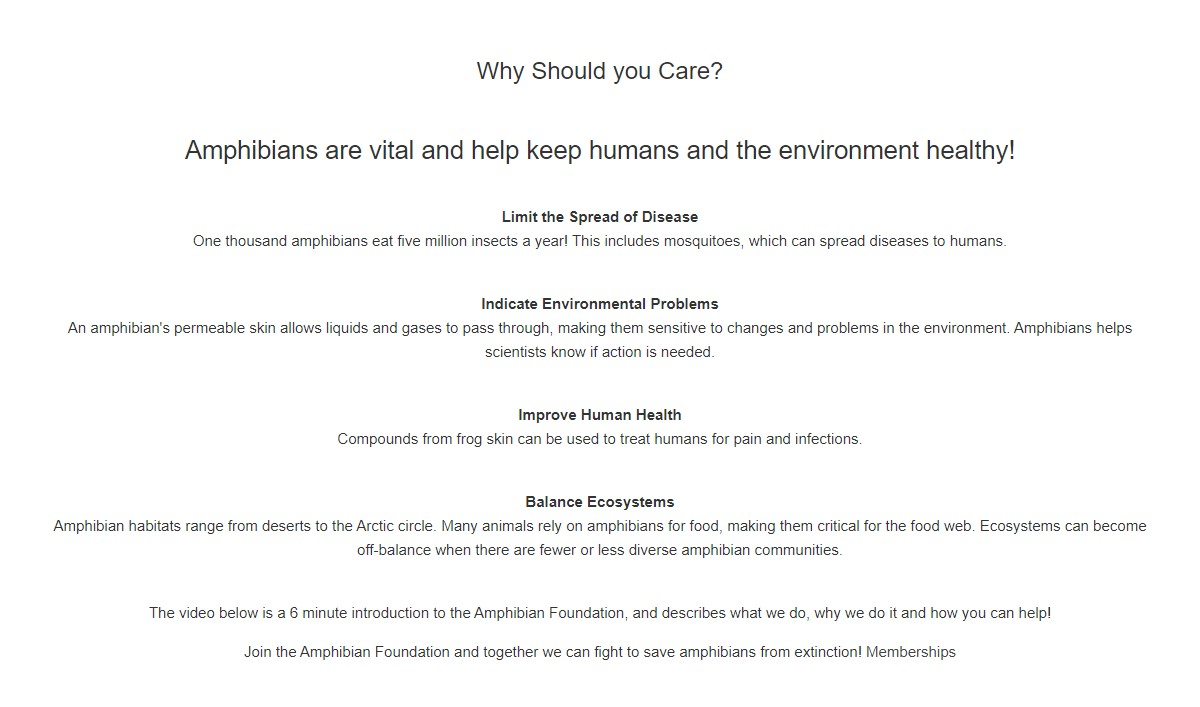 Why Should you Care?
Amphibians are vital and help keep humans and the environment healthy!
Limit the Spread of Disease
One thousand amphibians eat five million insects a year! This includes mosquitoes, which can spread diseases to humans.
Indicate Environmental Problems
An amphibian's permeable skin allows liquids and gases to pass through, making them sensitive to changes and problems in the environment. Amphibians helps
scientists know if action is needed.
Improve Human Health
Compounds from frog skin can be used to treat humans for pain and infections.
Balance Ecosystems
Amphibian habitats range from deserts to the Arctic circle. Many animals rely on amphibians for food, making them critical for the food web. Ecosystems can become
off-balance when there are fewer or less diverse amphibian communities.
The video below is a 6 minute introduction to the Amphibian Foundation, and describes what we do, why we do it and how you can help!
Join the Amphibian Foundation and together we can fight to save amphibians from extinction! Memberships